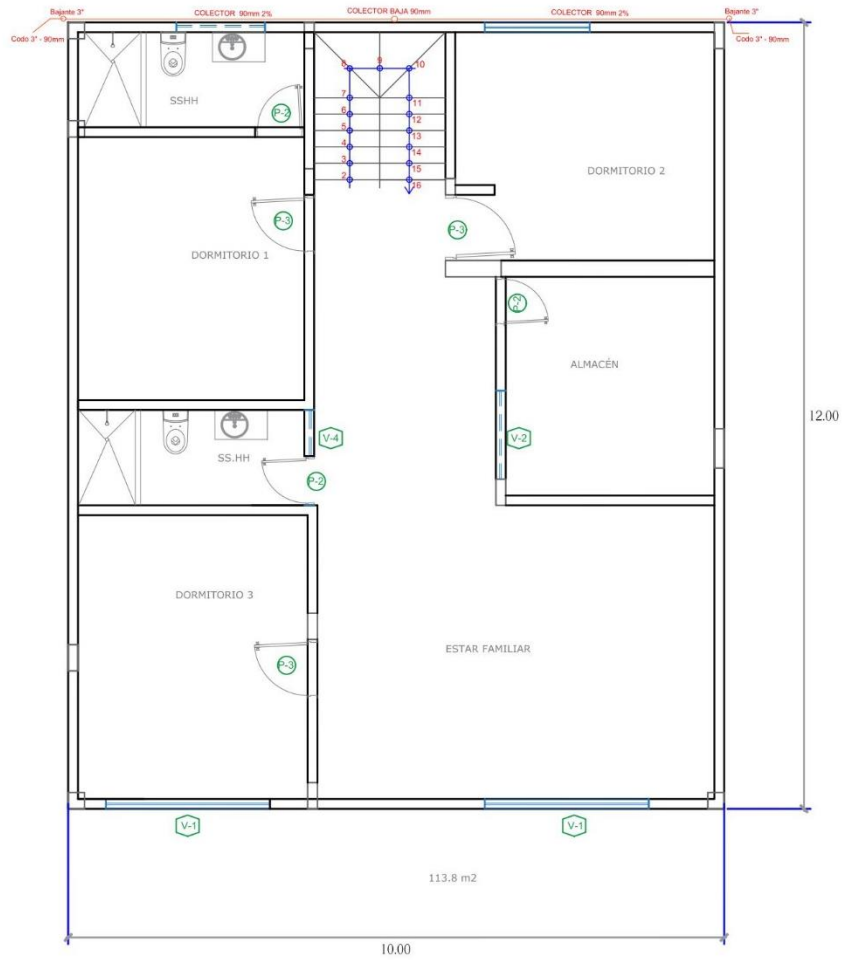 Bajante 3"
COLECTOR 90mm 2%
COLECTOR BAJA 90mm
COLECTOR 90mm 2%
Bajante 3"
Codo 3" - 90mm
Codo 3" - 90mm
SSHH
P-2
8
9
10
7
11
6
12
5
13
4
14
3
15
2
16
DORMITORIO 2
P-3
P-3
DORMITORIO 1
P-2
ALMACÉN
12.00
V-4
V-2
SS.HH
P-2
DORMITORIO 3
ESTAR FAMILIAR
P-3
V-1
V-1
113.8 m2
10.00